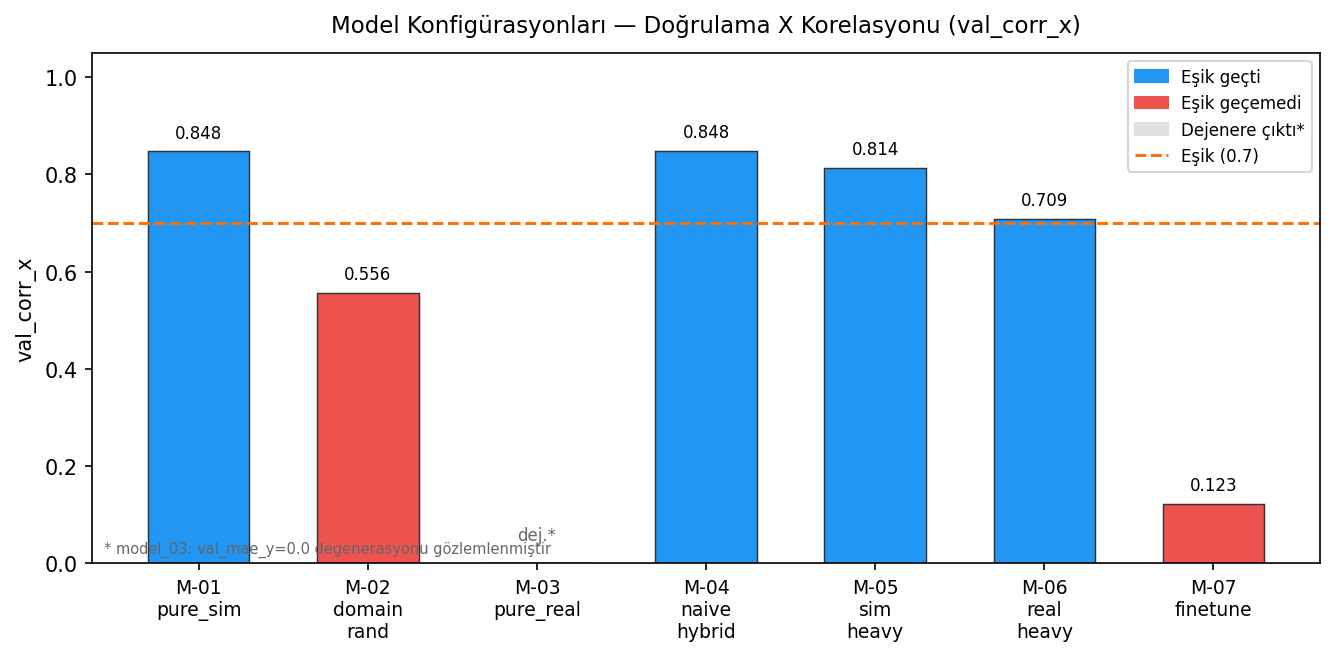 Model Konfigürasyonları — Doğrulama X Korelasyonu (val_corr_x)
Eşik geçti
Eşik geçemedi
Dejenere çıktı*
Eşik (0.7)
val_corr_x
1.0
0.8
0.6
0.4
0.2
0.0
0.848
0.556
dej.*
0.848
0.814
0.709
0.123
* model_03: val_mae_y=0.0 degenerasyonu gözlemlenmiştir
M-01
pure_sim
M-02
domain
rand
M-03
pure_real
M-04
naive
hybrid
M-05
sim
heavy
M-06
real
heavy
M-07
finetune